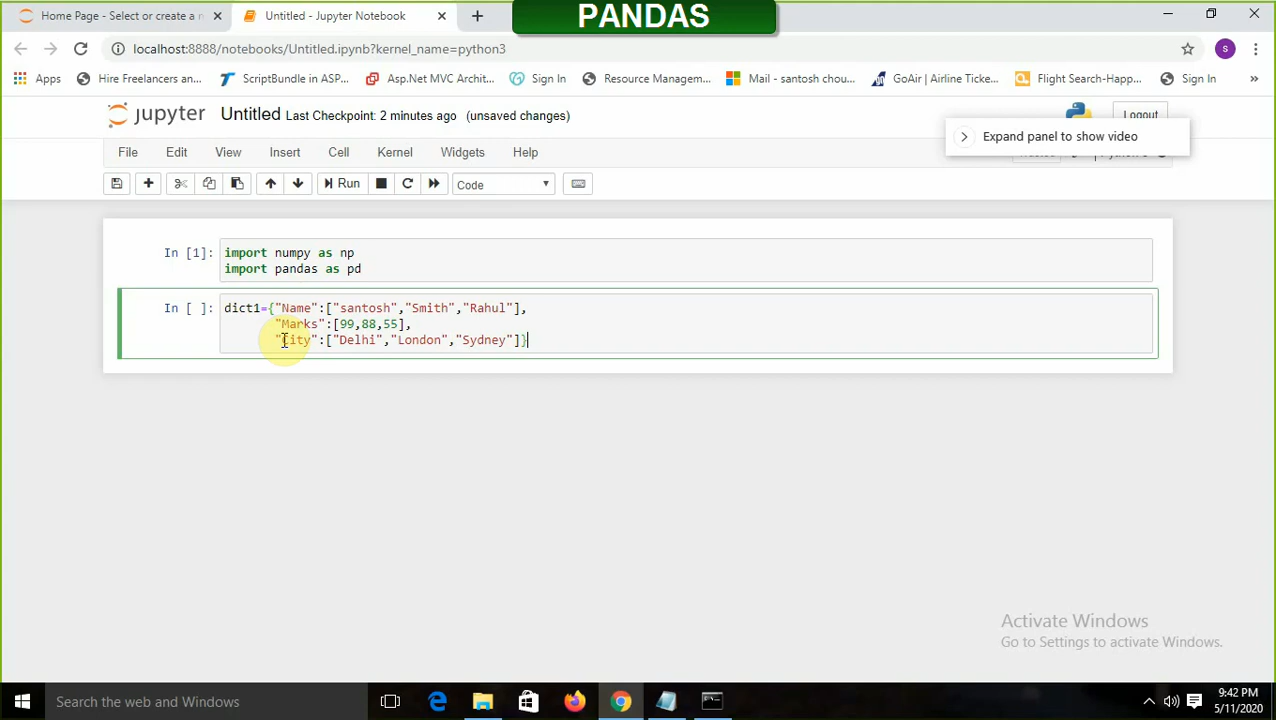 PANDAS
Home Page - Select or create a n
Untitled - Jupyter Notebook
localhost:8888/notebooks/Untitled.ipynb?kernel_name=python3
S
Apps
Hire Freelancers an...
ScriptBundle in ASP...
Asp.Net MVC Archit...
Sign In
Resource Managem...
Mail - santosh chou...
GoAir | Airline Ticke...
Flight Search-Happ...
Sign In
»
jupyter Untitled Last Checkpoint: 2 minutes ago (unsaved changes)
Logout
Expand panel to show video
File Edit View Insert Cell Kernel Widgets Help
Run
Code
In [1]: import numpy as np
import pandas as pd
In [ ]: dict1={"Name":["santosh","Smith","Rahul"],
"Marks":[99,88,55],
"City":["Delhi","London","Sydney"]}
Activate Windows
Go to Settings to activate Windows.
Search the web and Windows
9:42 PM
5/11/2020